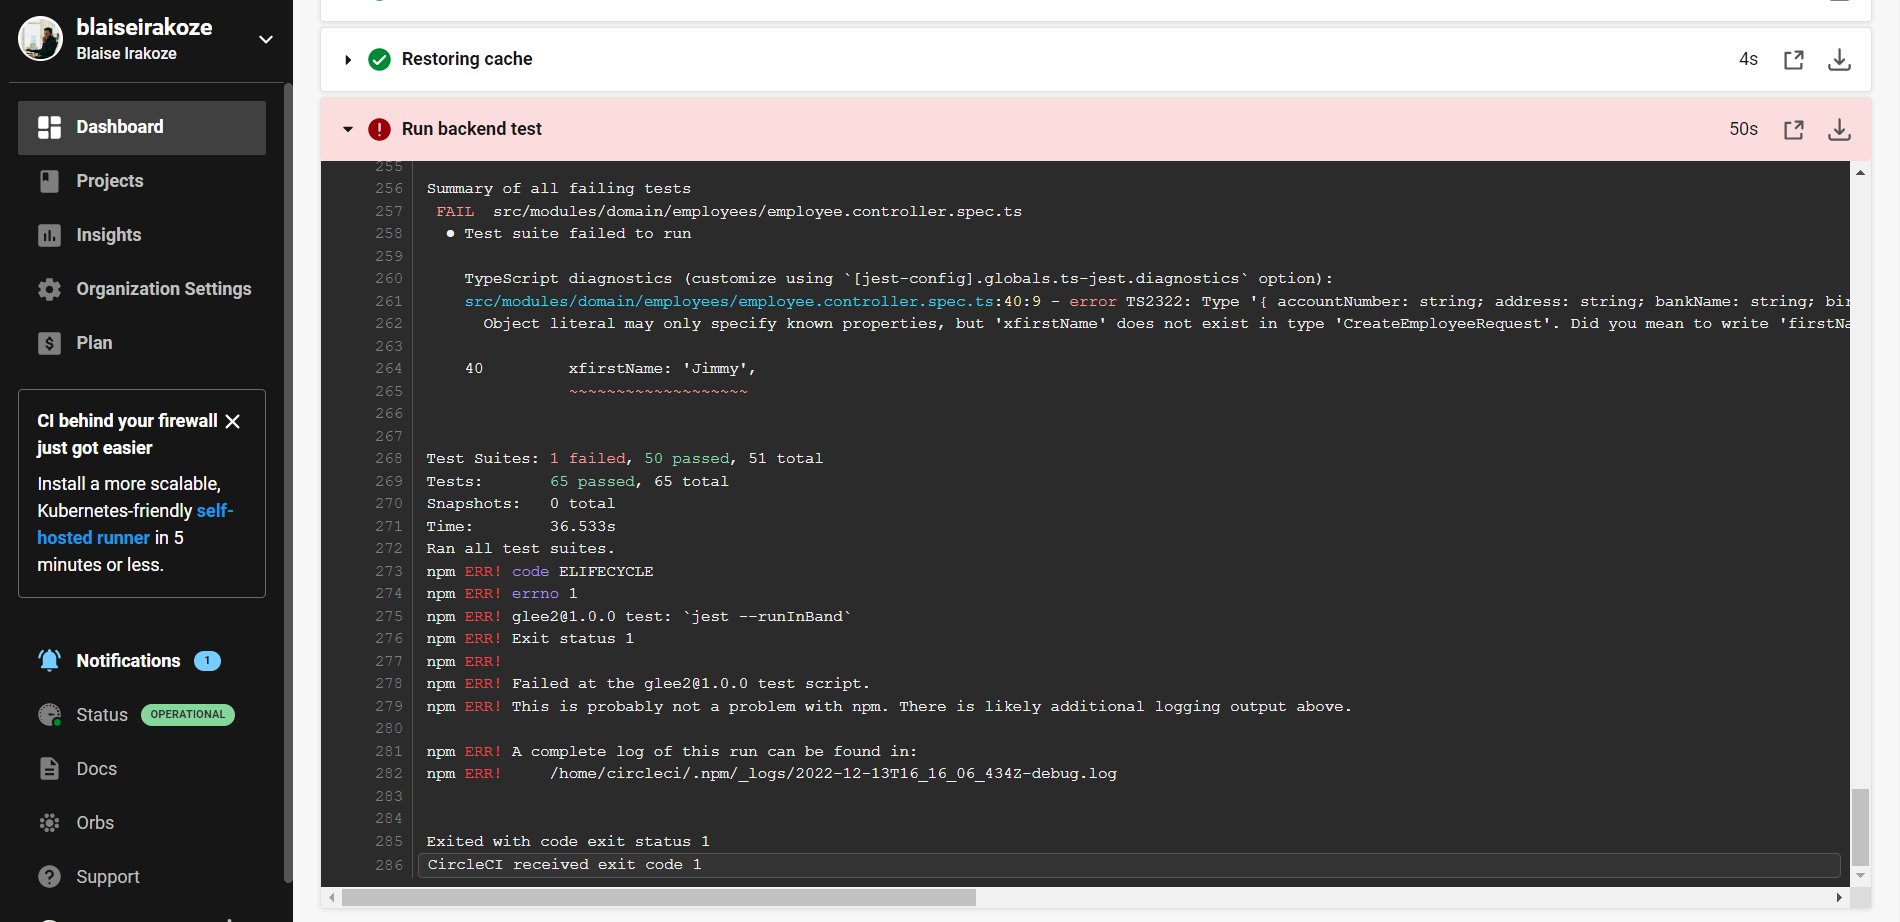 blaiseirakoze
Blaise Irakoze
Dashboard
Projects
Insights
Organization Settings
Plan
CI behind your firewall
just got easier
Install a more scalable,
Kubernetes-friendly self-
hosted runner in 5
minutes or less.
Notifications 1
Status OPERATIONAL
Docs
Orbs
Support
Restoring cache 4s
Run backend test 50s
255
256 Summary of all failing tests
257 FAIL src/modules/domain/employees/employee.controller.spec.ts
258 ● Test suite failed to run
259
260 TypeScript diagnostics (customize using `[jest-config].globals.ts-jest.diagnostics` option):
261 src/modules/domain/employees/employee.controller.spec.ts:40:9 - error TS2322: Type '{ accountNumber: string; address: string; bankName: string; bir
262 Object literal may only specify known properties, but 'xfirstName' does not exist in type 'CreateEmployeeRequest'. Did you mean to write 'firstNa
263
264 40 xfirstName: 'Jimmy',
265 ~~~~~~~~~~~~~~~~~~~
266
267
268 Test Suites: 1 failed, 50 passed, 51 total
269 Tests: 65 passed, 65 total
270 Snapshots: 0 total
271 Time: 36.533s
272 Ran all test suites.
273 npm ERR! code ELIFECYCLE
274 npm ERR! errno 1
275 npm ERR! glee2@1.0.0 test: `jest --runInBand`
276 npm ERR! Exit status 1
277 npm ERR!
278 npm ERR! Failed at the glee2@1.0.0 test script.
279 npm ERR! This is probably not a problem with npm. There is likely additional logging output above.
280
281 npm ERR! A complete log of this run can be found in:
282 npm ERR! /home/circleci/.npm/_logs/2022-12-13T16_16_06_434Z-debug.log
283
284
285 Exited with code exit status 1
286 CircleCI received exit code 1